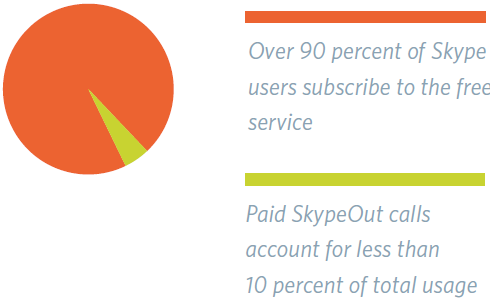 Over 90 percent of Skype
users subscribe to the free
service
Paid SkypeOut calls
account for less than
10 percent of total usage